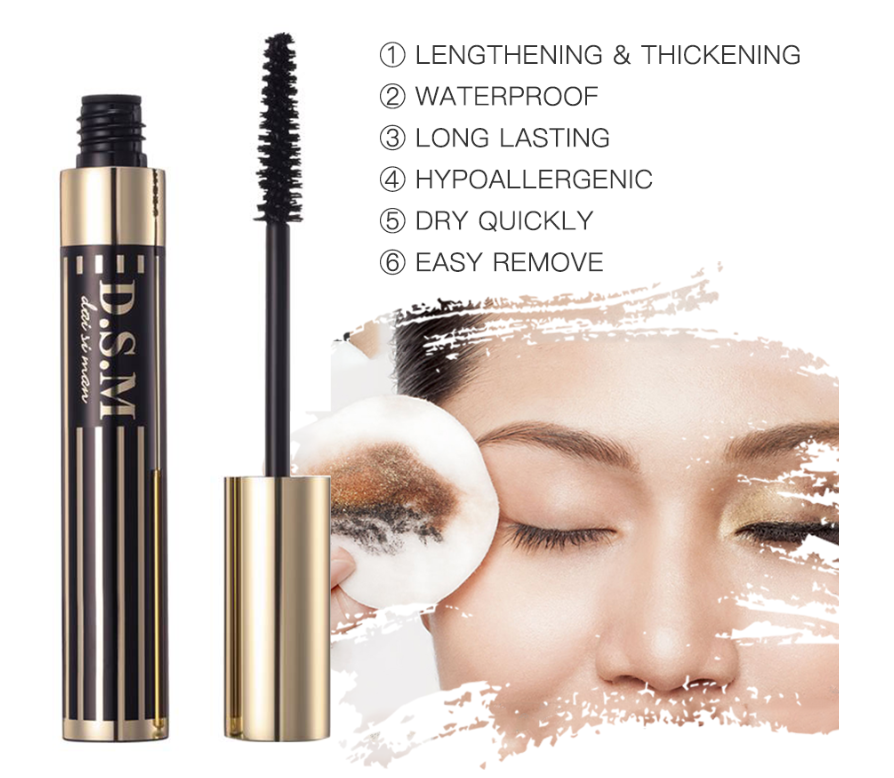 ① LENGTHENING & THICKENING
② WATERPROOF
③ LONG LASTING
④ HYPOALLERGENIC
⑤ DRY QUICKLY
⑥ EASY REMOVE
D.S.M
dai si man